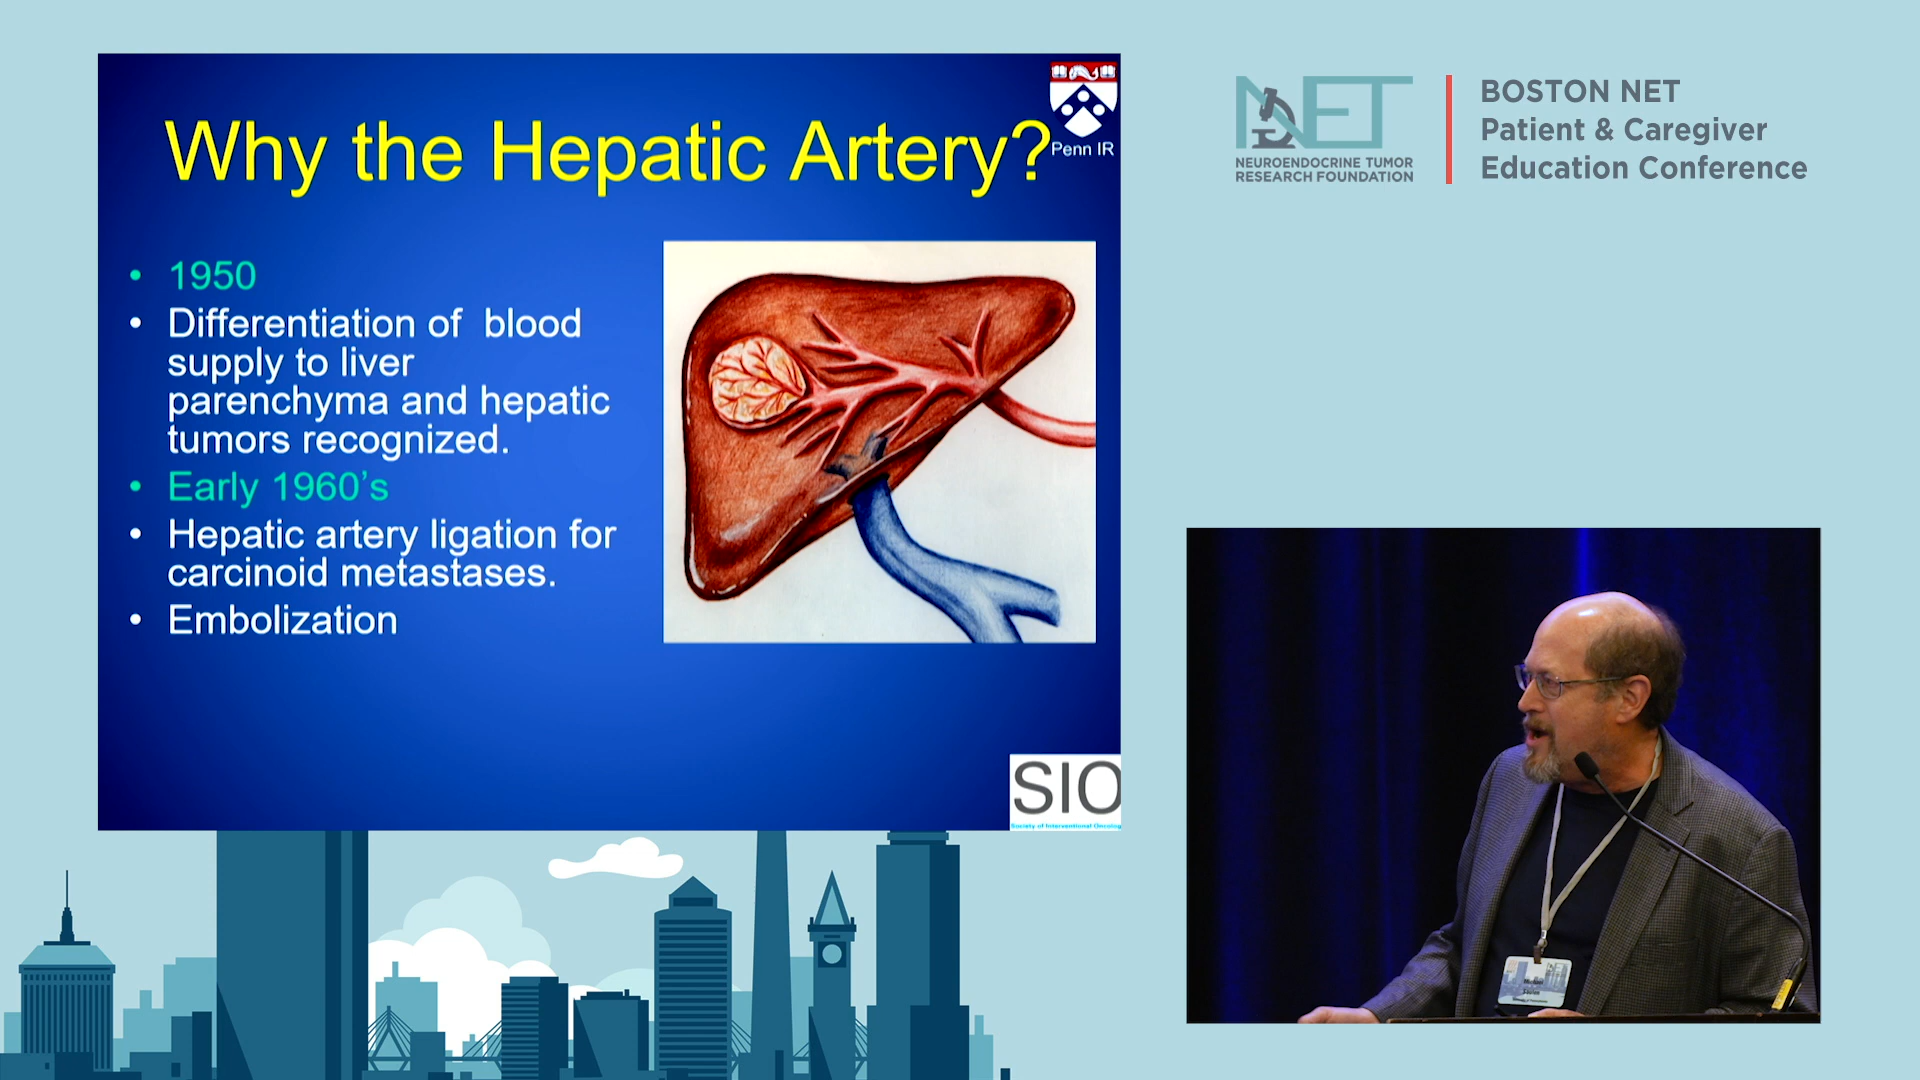 Why the Hepatic Artery?
Penn IR
• 1950
• Differentiation of blood
supply to liver
parenchyma and hepatic
tumors recognized.
• Early 1960’s
• Hepatic artery ligation for
carcinoid metastases.
• Embolization
SIO
Society of Interventional Oncolog
NET
NEUROENDOCRINE TUMOR
RESEARCH FOUNDATION
BOSTON NET
Patient & Caregiver
Education Conference
Michael